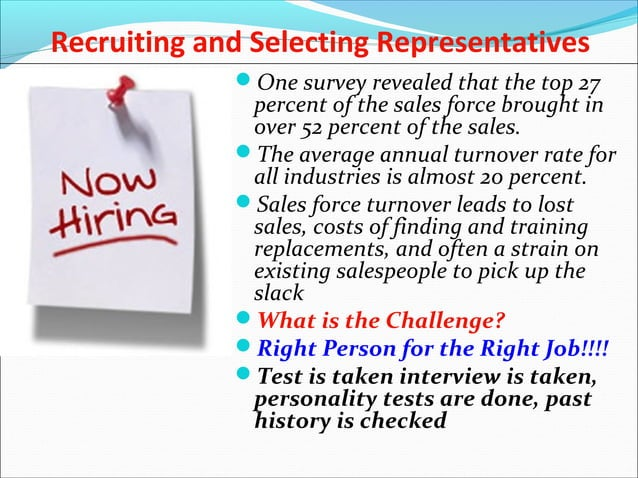 Recruiting and Selecting Representatives
Now
Hiring
One survey revealed that the top 27
percent of the sales force brought in
over 52 percent of the sales.
The average annual turnover rate for
all industries is almost 20 percent.
Sales force turnover leads to lost
sales, costs of finding and training
replacements, and often a strain on
existing salespeople to pick up the
slack
What is the Challenge?
Right Person for the Right Job!!!!
Test is taken interview is taken,
personality tests are done, past
history is checked